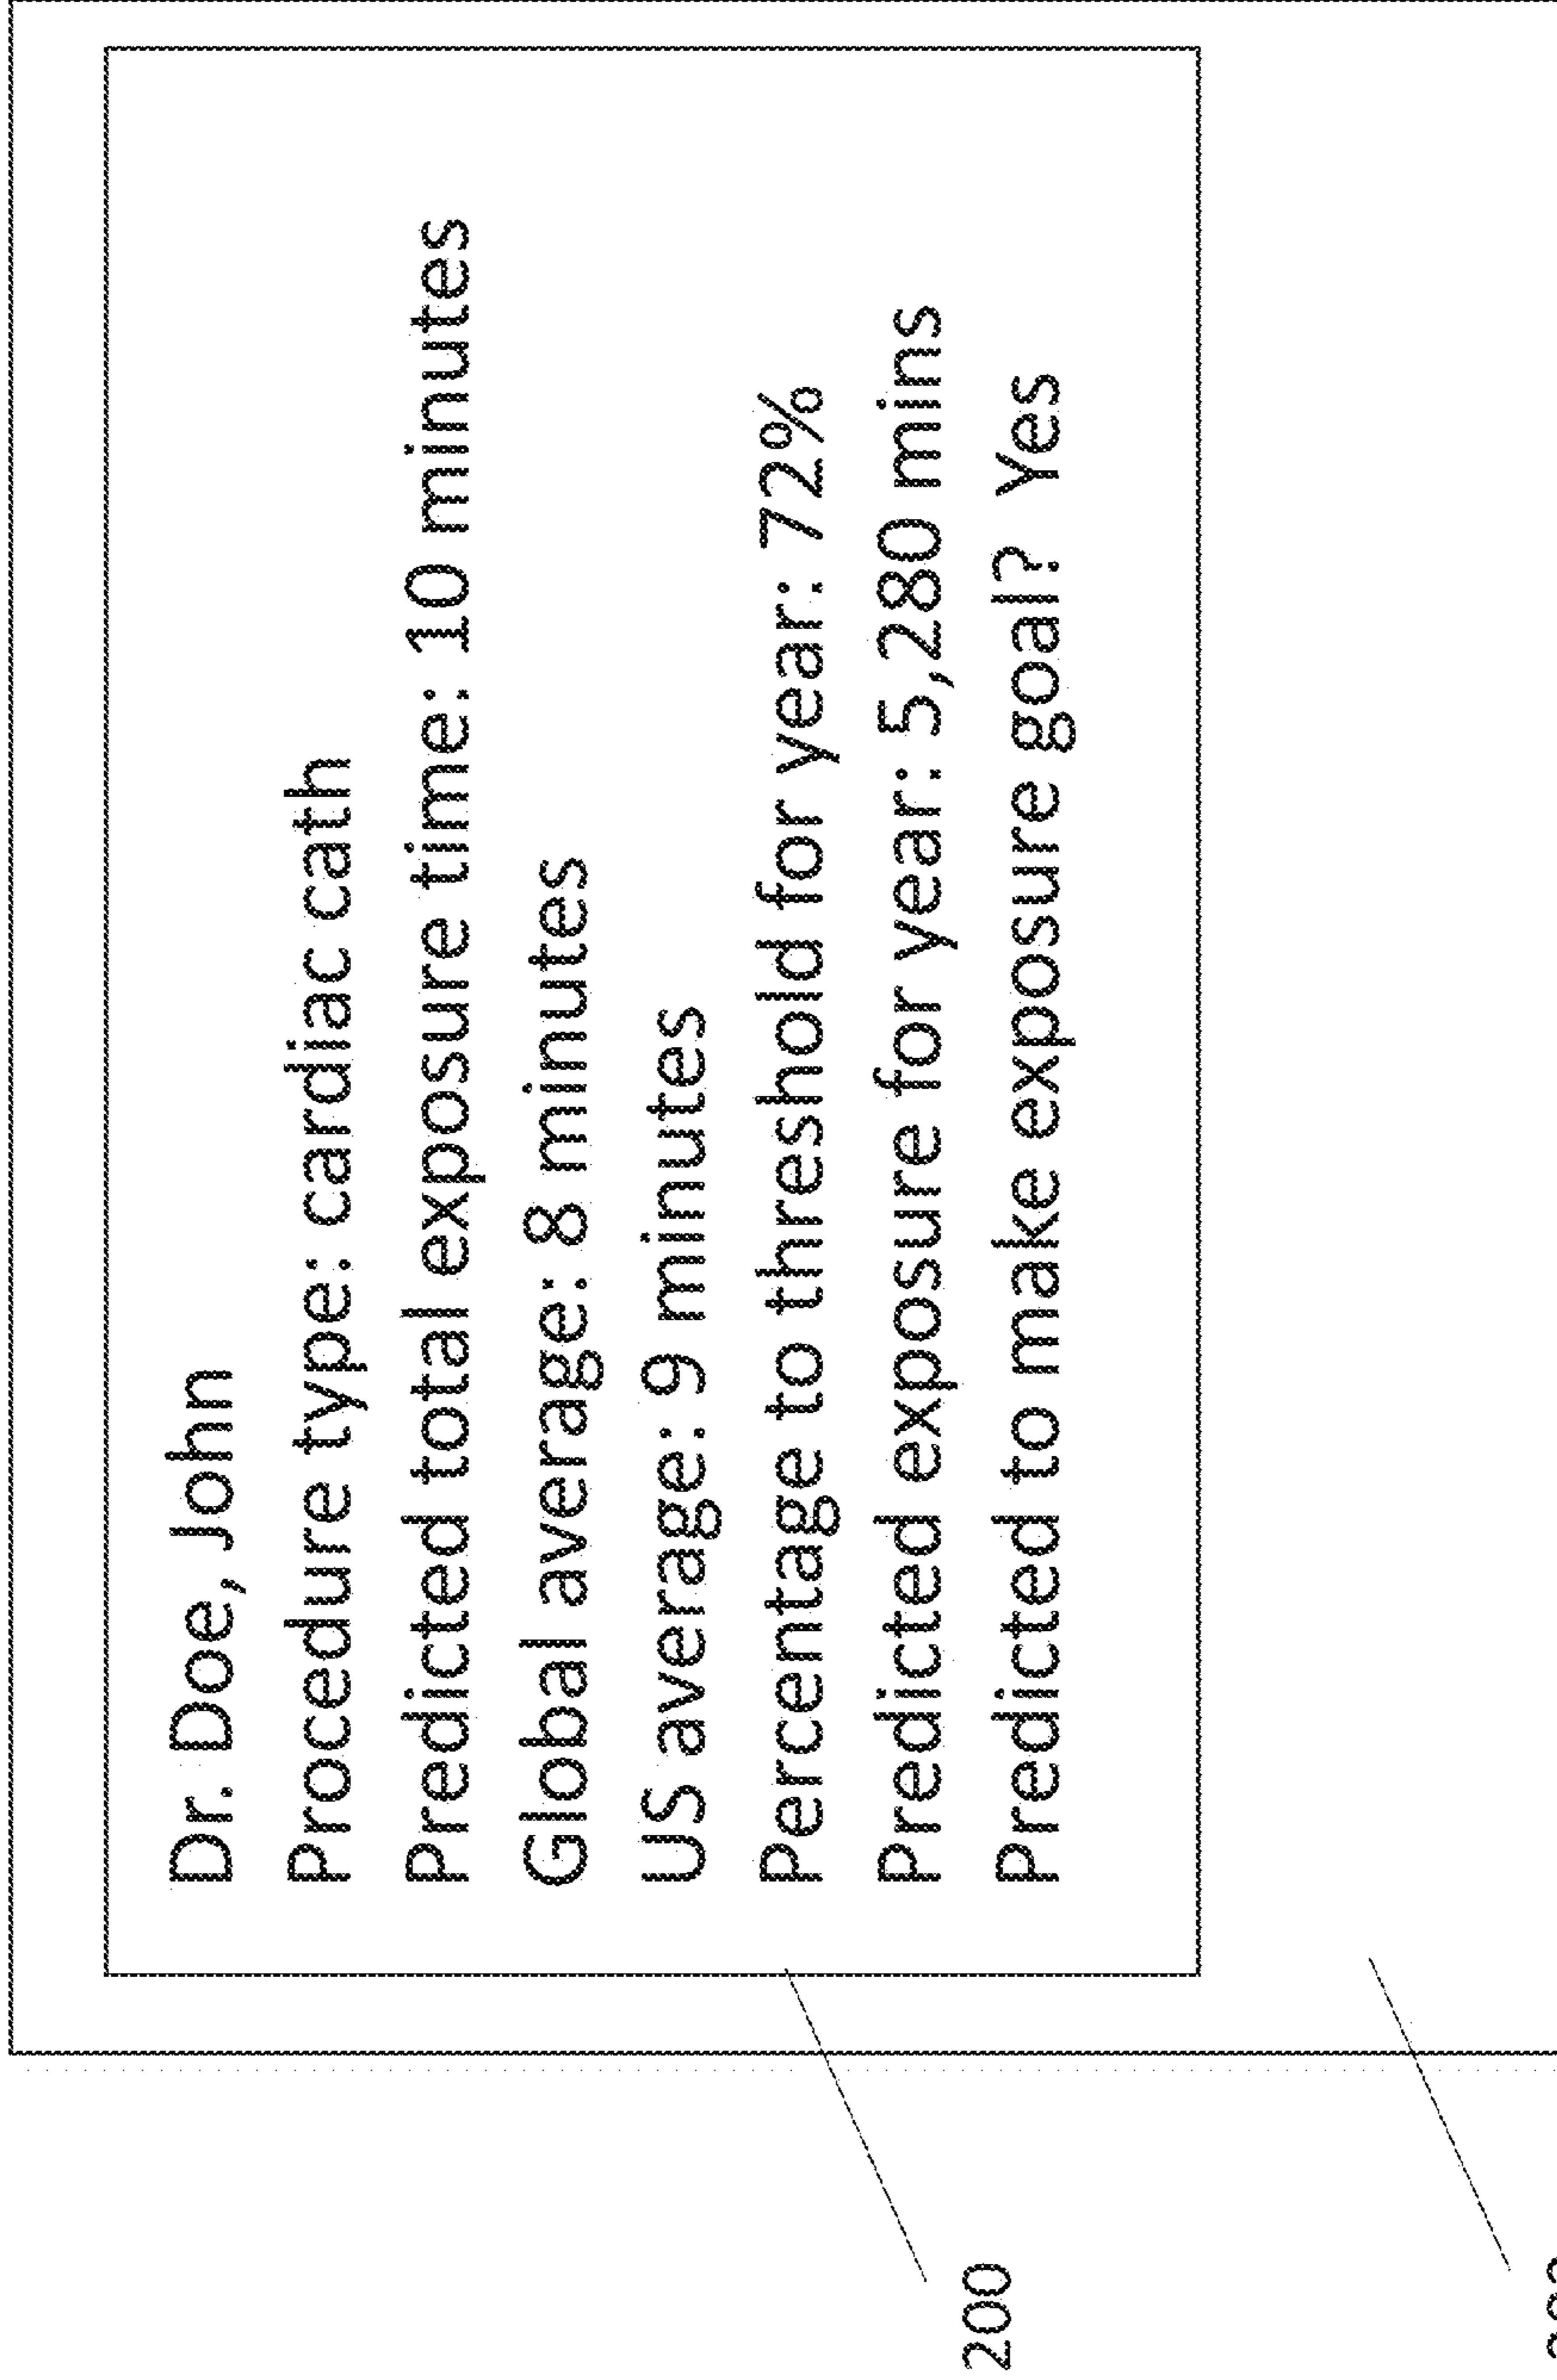 Dr. Doe, John
Procedure type: cardiac cath
Predicted total exposure time: 10 minutes
Global average: 8 minutes
US average: 9 minutes
Percentage to threshold for year: 72%
Predicted exposure for year: 5,280 mins
Predicted to make exposure goal? Yes
200